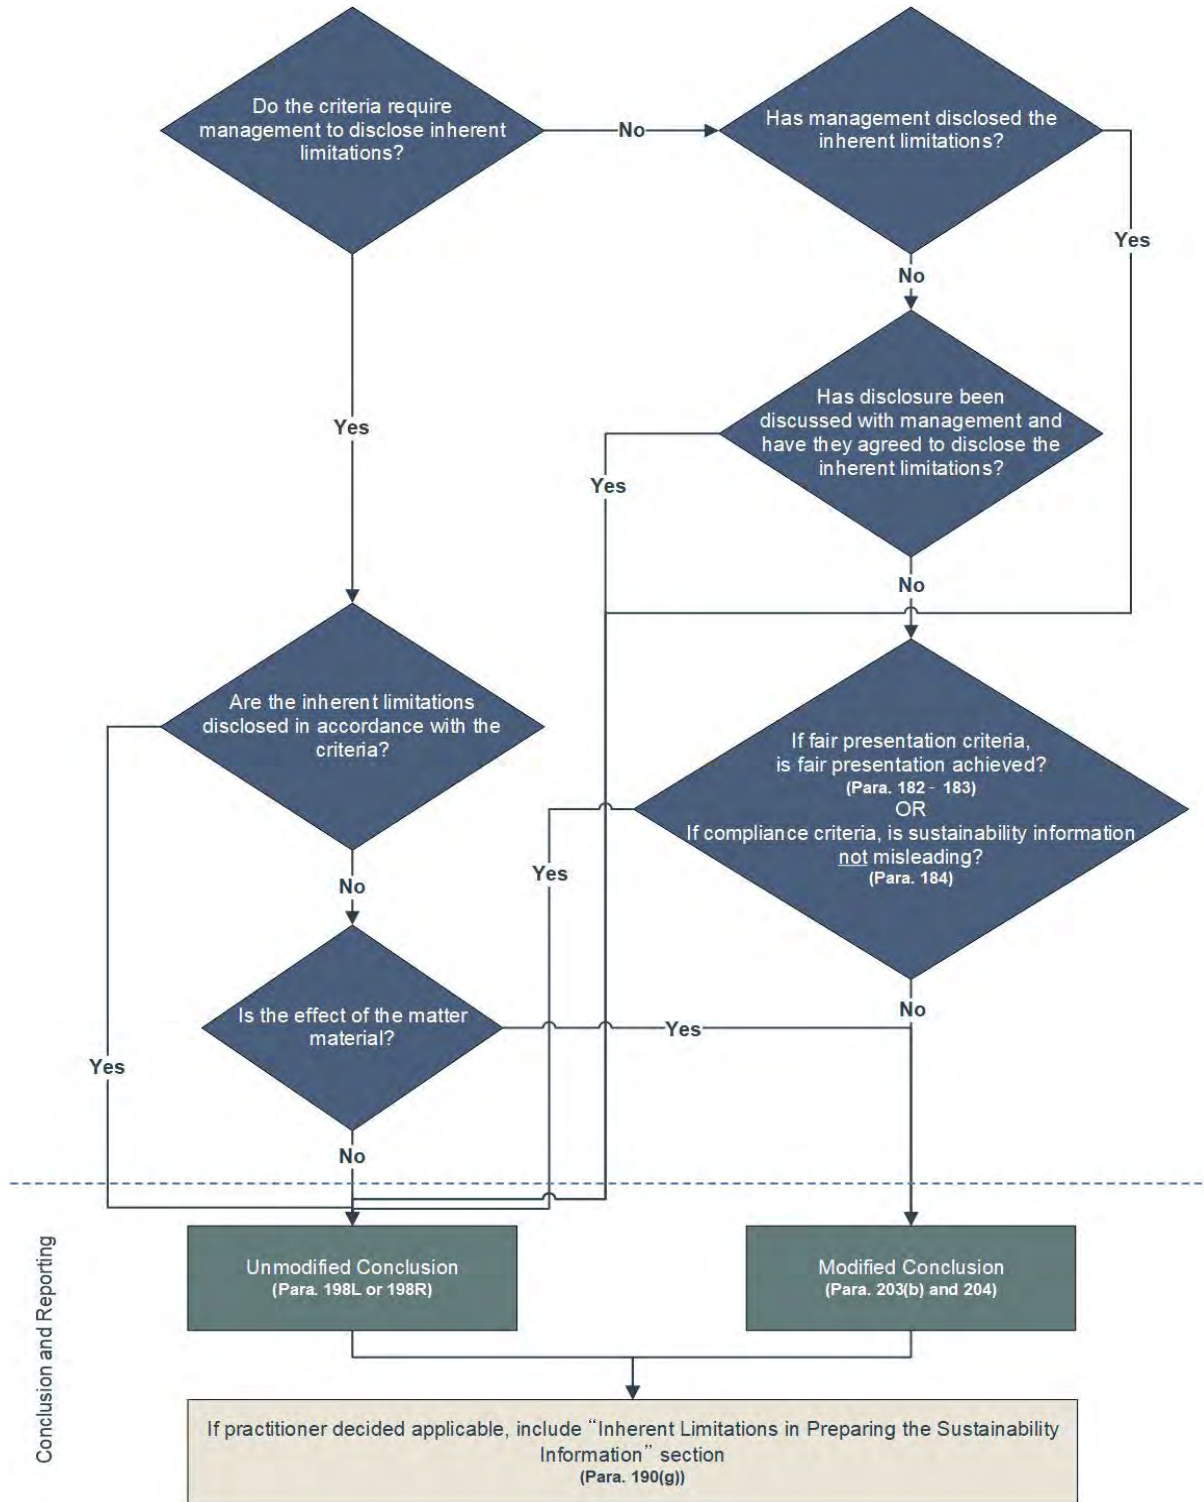 Do the criteria require
management to disclose inherent
limitations?
No
Has management disclosed the
inherent limitations?
Yes
No
Yes
Has disclosure been
discussed with management and
have they agreed to disclose the
inherent limitations?
Yes
No
Are the inherent limitations
disclosed in accordance with the
criteria?
If fair presentation criteria,
is fair presentation achieved?
(Para. 182 - 183)
OR
If compliance criteria, is sustainability information
not misleading?
(Para. 184)
Yes
No
Is the effect of the matter
material?
Yes
No
Yes
No
Conclusion and Reporting
Unmodified Conclusion
(Para. 198L or 198R)
Modified Conclusion
(Para. 203(b) and 204)
If practitioner decided applicable, include “Inherent Limitations in Preparing the Sustainability
Information” section
(Para. 190(g))